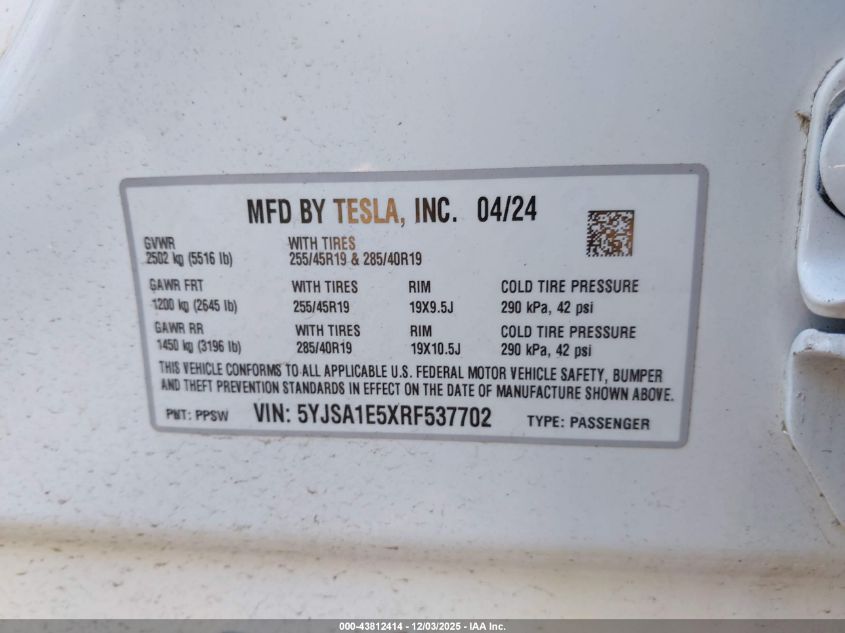 MFD BY TESLA, INC. 04/24
GVWR WITH TIRES
2502 kg (5516 lb) 255/45R19 & 285/40R19
GAWR FRT WITH TIRES RIM COLD TIRE PRESSURE
1200 kg (2645 lb) 255/45R19 19X9.5J 290 kPa, 42 psi
GAWR RR WITH TIRES RIM COLD TIRE PRESSURE
1450 kg (3196 lb) 285/40R19 19X10.5J 290 kPa, 42 psi
THIS VEHICLE CONFORMS TO ALL APPLICABLE U.S. FEDERAL MOTOR VEHICLE SAFETY, BUMPER
AND THEFT PREVENTION STANDARDS IN EFFECT ON THE DATE OF MANUFACTURE SHOWN ABOVE.
PNT: PPSW VIN: 5YJSA1E5XRF537702 TYPE: PASSENGER
000-43812414 - 12/03/2025 - IAA Inc.